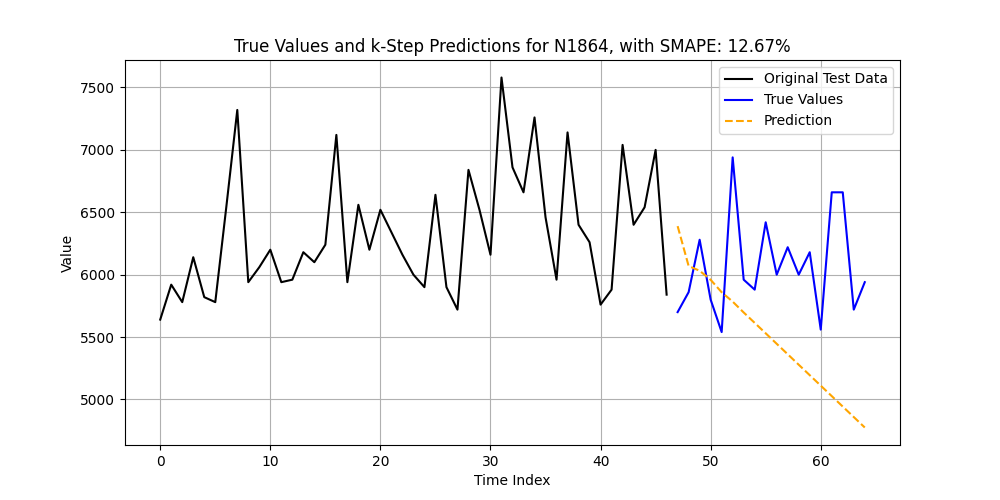 True Values and k-Step Predictions for N1864, with SMAPE: 12.67%
Original Test Data
True Values
Prediction
Value
7500
7000
6500
6000
5500
5000
0 10 20 30 40 50 60
Time Index